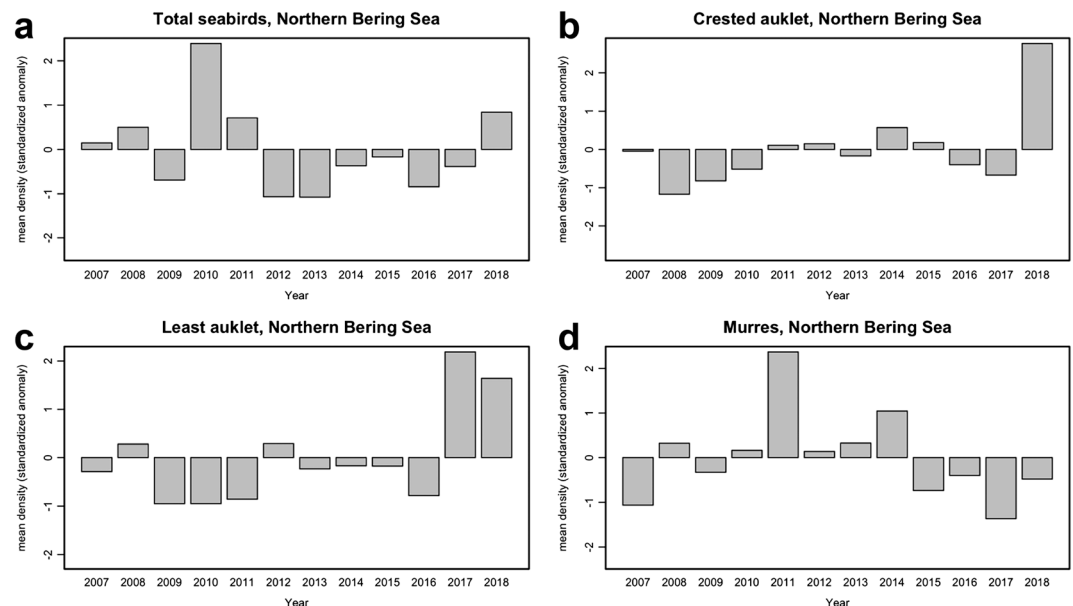 a
Total seabirds, Northern Bering Sea
mean density (standardized anomaly)
2
1
0
-1
-2
2007 2008 2009 2010 2011 2012 2013 2014 2015 2016 2017 2018
Year
b
Crested auklet, Northern Bering Sea
mean density (standardized anomaly)
2
1
0
-1
-2
2007 2008 2009 2010 2011 2012 2013 2014 2015 2016 2017 2018
Year
c
Least auklet, Northern Bering Sea
mean density (standardized anomaly)
2
1
0
-1
-2
2007 2008 2009 2010 2011 2012 2013 2014 2015 2016 2017 2018
Year
d
Murres, Northern Bering Sea
mean density (standardized anomaly)
2
1
0
-1
-2
2007 2008 2009 2010 2011 2012 2013 2014 2015 2016 2017 2018
Year